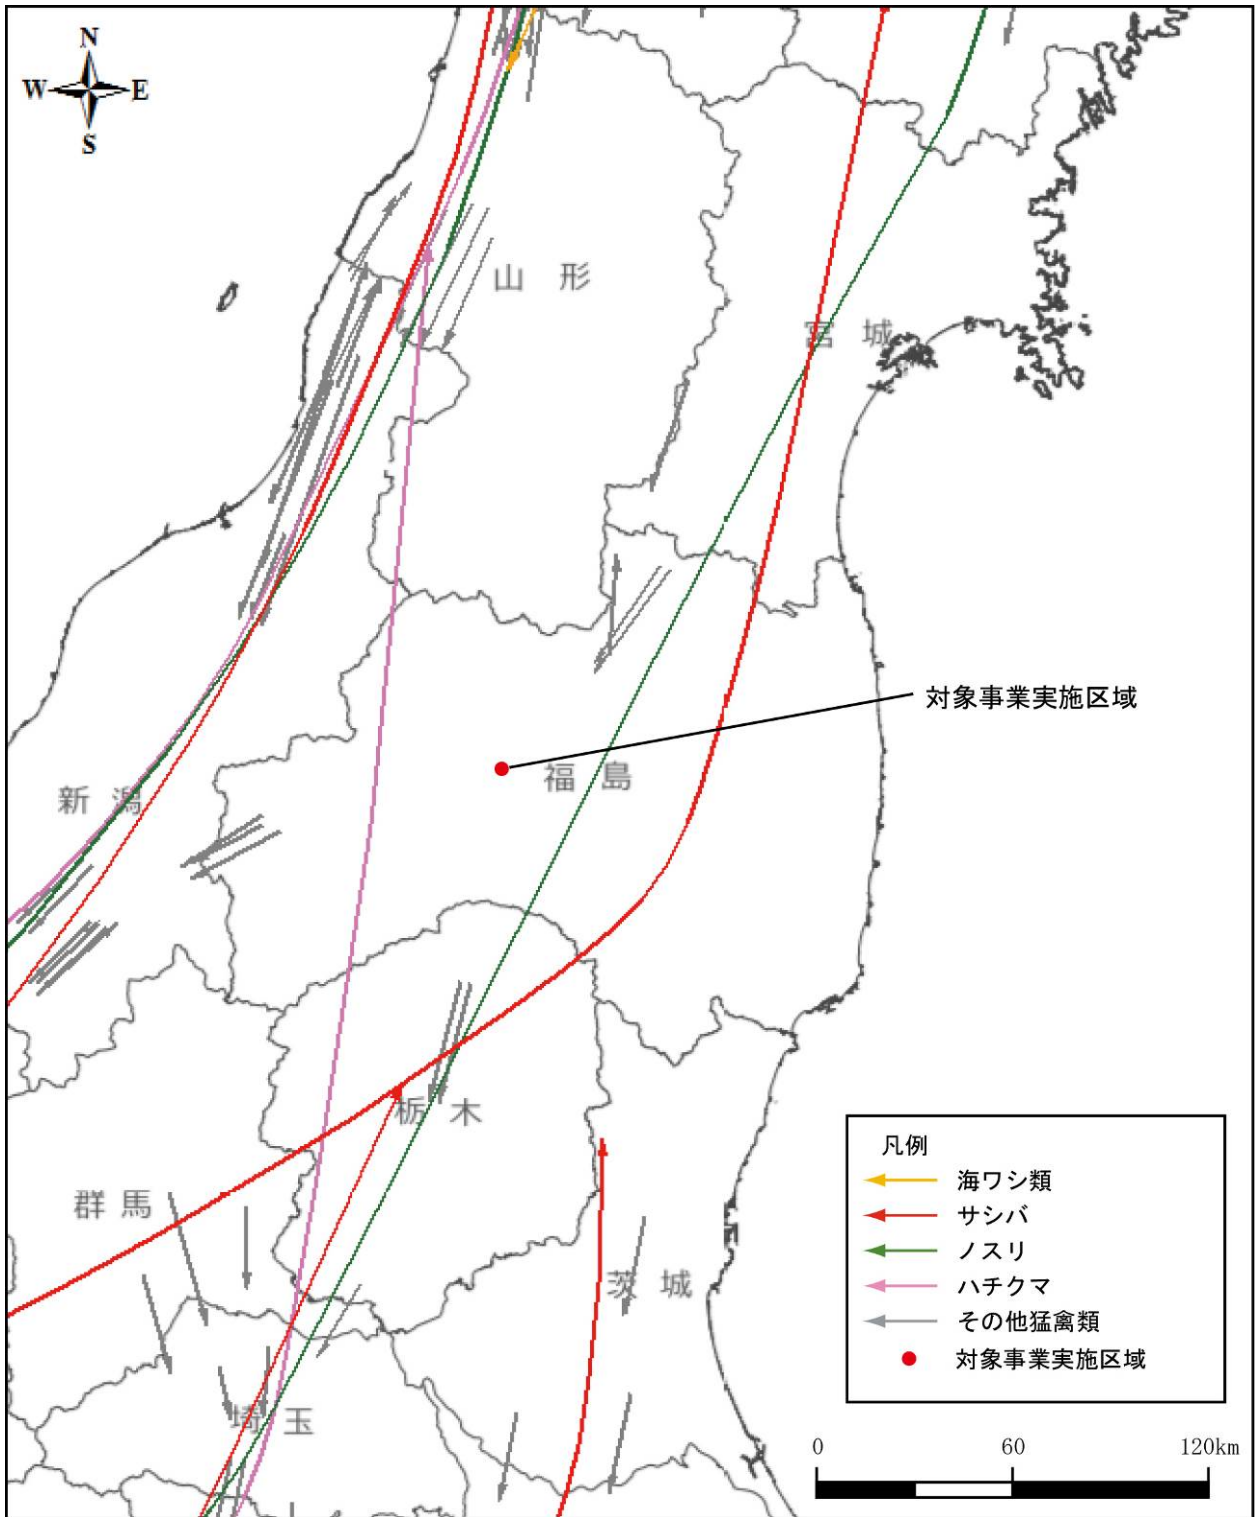 N
W E
S
山 形
宮 城
対象事業実施区域
福 島
新 潟
栃 木
群 馬
茨 城
埼 玉
凡例
海ワシ類
サシバ
ノスリ
ハチクマ
その他猛禽類
対象事業実施区域
0 60 120km